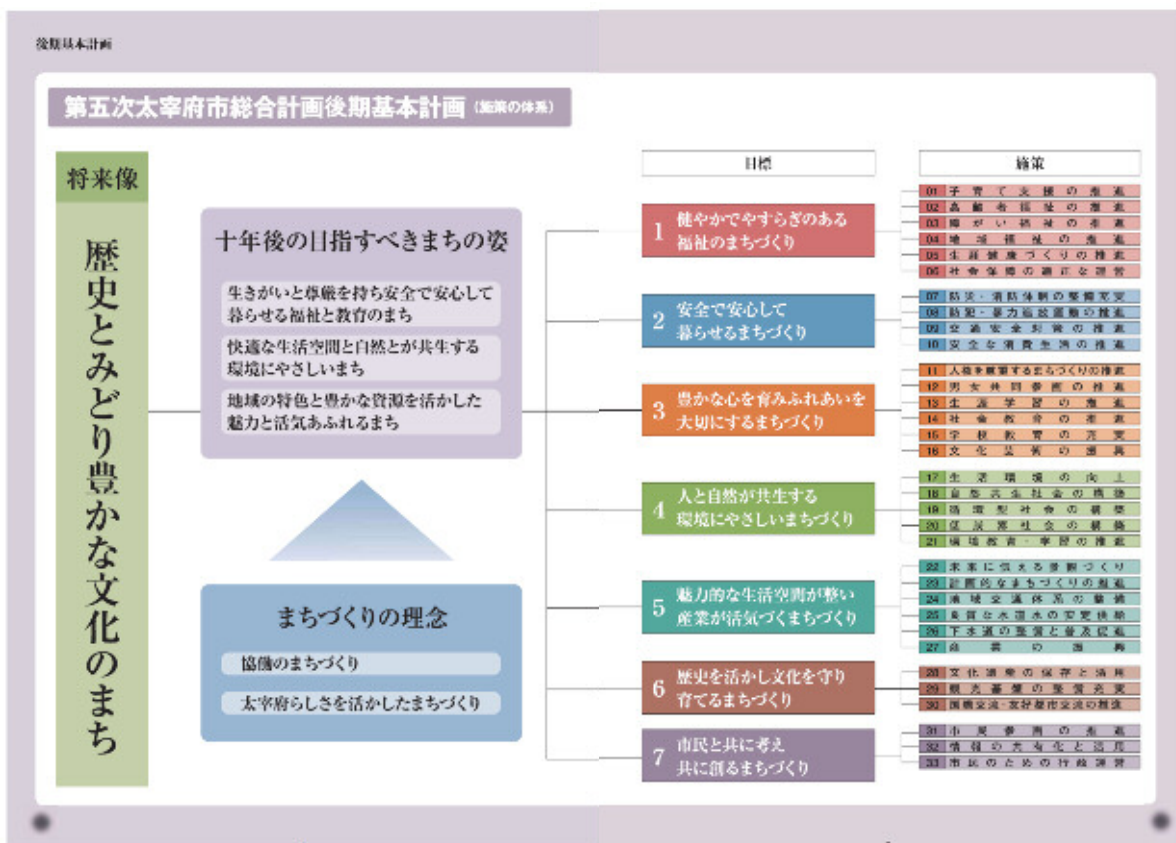 後期基本計画
第五次太宰府市総合計画後期基本計画（施策の体系）
将来像
歴史とみどり豊かな文化のまち
十年後の目指すべきまちの姿
生きがいと尊厳を持ち安全で安心して
暮らせる福祉と教育のまち
快適な生活空間と自然とが共生する
環境にやさしいまち
地域の特色と豊かな資源を活かした
魅力と活気あふれるまち
まちづくりの理念
協働のまちづくり
太宰府らしさを活かしたまちづくり
目標
1 健やかでやすらぎのある
福祉のまちづくり
2 安全で安心して
暮らせるまちづくり
3 豊かな心を育みふれあいを
大切にするまちづくり
4 人と自然が共生する
環境にやさしいまちづくり
5 魅力的な生活空間が整い
産業が活気づくまちづくり
6 歴史を活かし文化を守り
育てるまちづくり
7 市民と共に考え
共に創るまちづくり
施策
01 子育て支援の推進
02 高齢者福祉の推進
03 障がい福祉の推進
04 地域福祉の推進
05 生涯健康づくりの推進
06 社会保障の適正な運営
07 防災・消防体制の整備充実
08 防犯・暴力追放運動の推進
09 交通安全対策の推進
10 安全な消費生活の推進
11 人権を尊重するまちづくりの推進
12 男女共同参画の推進
13 生涯学習の推進
14 社会教育の推進
15 学校教育の充実
16 文化芸術の振興
17 生活環境の向上
18 自然共生社会の構築
19 循環型社会の構築
20 低炭素社会の構築
21 環境教育・学習の推進
22 未来に伝える景観づくり
23 計画的なまちづくりの推進
24 地域交通体系の整備
25 良質な水道水の安定供給
26 下水道の整備と普及促進
27 産業の振興
28 文化遺産の保存と活用
29 観光基盤の整備充実
30 国際交流・友好都市交流の推進
31 市民参画の推進
32 情報の共有化と活用
33 市民のための行政運営